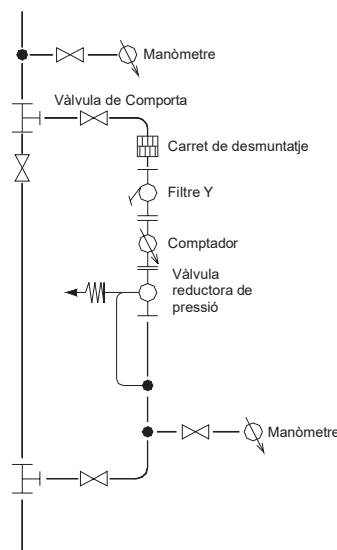 Manòmetre
Vàlvula de Comporta
Carret de desmuntatje
Filtre Y
Comptador
Vàlvula
reductora de
pressió
Manòmetre